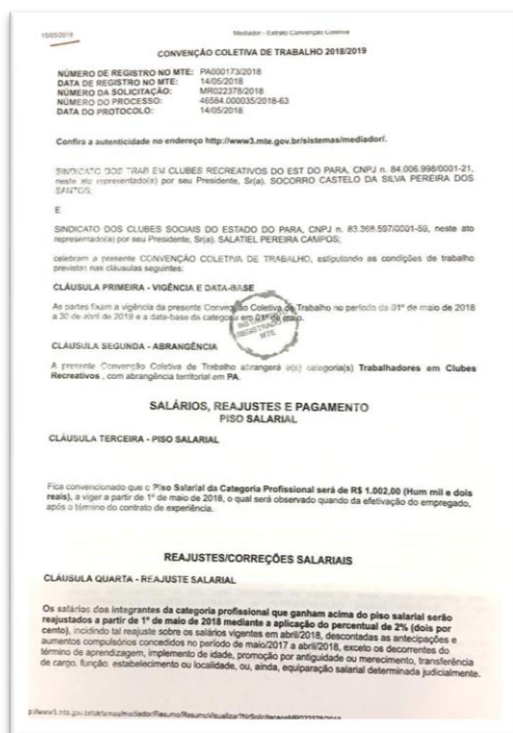 15/05/2018 Mediador - Extrato Convenção Coletiva
CONVENÇÃO COLETIVA DE TRABALHO 2018/2019
NÚMERO DE REGISTRO NO MTE: PA000173/2018
DATA DE REGISTRO NO MTE: 14/05/2018
NÚMERO DA SOLICITAÇÃO: MR022378/2018
NÚMERO DO PROCESSO: 46584.000035/2018-63
DATA DO PROTOCOLO: 14/05/2018
Confira a autenticidade no endereço http://www3.mte.gov.br/sistemas/mediador/.
SINDICATO DOS TRAB EM CLUBES RECREATIVOS DO EST DO PARA, CNPJ n. 84.006.998/0001-21,
neste ato representado(a) por seu Presidente, Sr(a). SOCORRO CASTELO DA SILVA PEREIRA DOS
SANTOS;
E
SINDICATO DOS CLUBES SOCIAIS DO ESTADO DO PARA, CNPJ n. 83.368.597/0001-59, neste ato
representado(a) por seu Presidente, Sr(a). SALATIEL PEREIRA CAMPOS;
celebram a presente CONVENÇÃO COLETIVA DE TRABALHO, estipulando as condições de trabalho
previstas nas cláusulas seguintes:
CLÁUSULA PRIMEIRA - VIGÊNCIA E DATA-BASE
As partes fixam a vigência da presente Convenção Coletiva de Trabalho no período de 01º de maio de 2018
a 30 de abril de 2019 e a data-base da categoria em 01º de maio.
REGISTRADO
MTE
CLÁUSULA SEGUNDA - ABRANGÊNCIA
A presente Convenção Coletiva de Trabalho abrangerá a(s) categoria(s) Trabalhadores em Clubes
Recreativos , com abrangência territorial em PA.
SALÁRIOS, REAJUSTES E PAGAMENTO
PISO SALARIAL
CLÁUSULA TERCEIRA - PISO SALARIAL
Fica convencionado que o Piso Salarial da Categoria Profissional será de R$ 1.002,00 (Hum mil e dois
reais), a viger a partir de 1º de maio de 2018, o qual será observado quando da efetivação do empregado,
após o término do contrato de experiência.
REAJUSTES/CORREÇÕES SALARIAIS
CLÁUSULA QUARTA - REAJUSTE SALARIAL
Os salários dos integrantes da categoria profissional que ganham acima do piso salarial serão
reajustados a partir de 1º de maio de 2018 mediante a aplicação do percentual de 2% (dois por
cento), incidindo tal reajuste sobre os salários vigentes em abril/2018, descontadas as antecipações e
aumentos compulsórios concedidos no período de maio/2017 a abril/2018, exceto os decorrentes do
término de aprendizagem, implemento de idade, promoção por antiguidade ou merecimento, transferência
de cargo, função, estabelecimento ou localidade, ou, ainda, equiparação salarial determinada judicialmente.